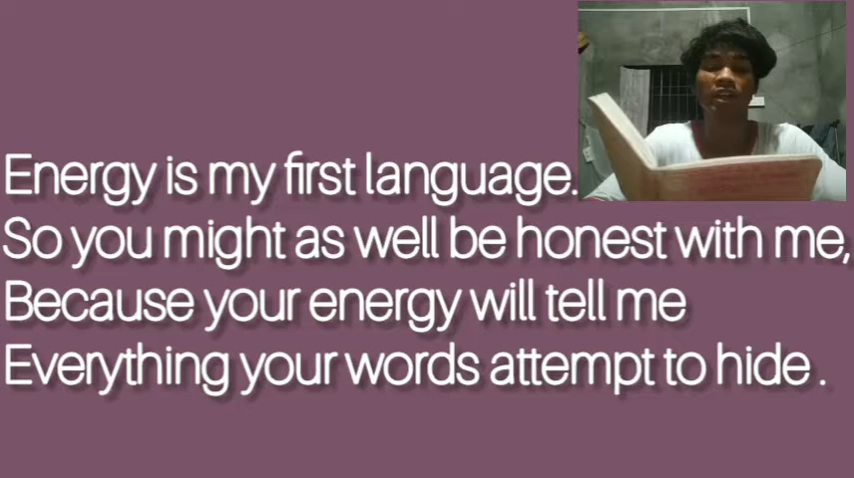 Energy is my first language.
So you might as well be honest with me,
Because your energy will tell me
Everything your words attempt to hide .